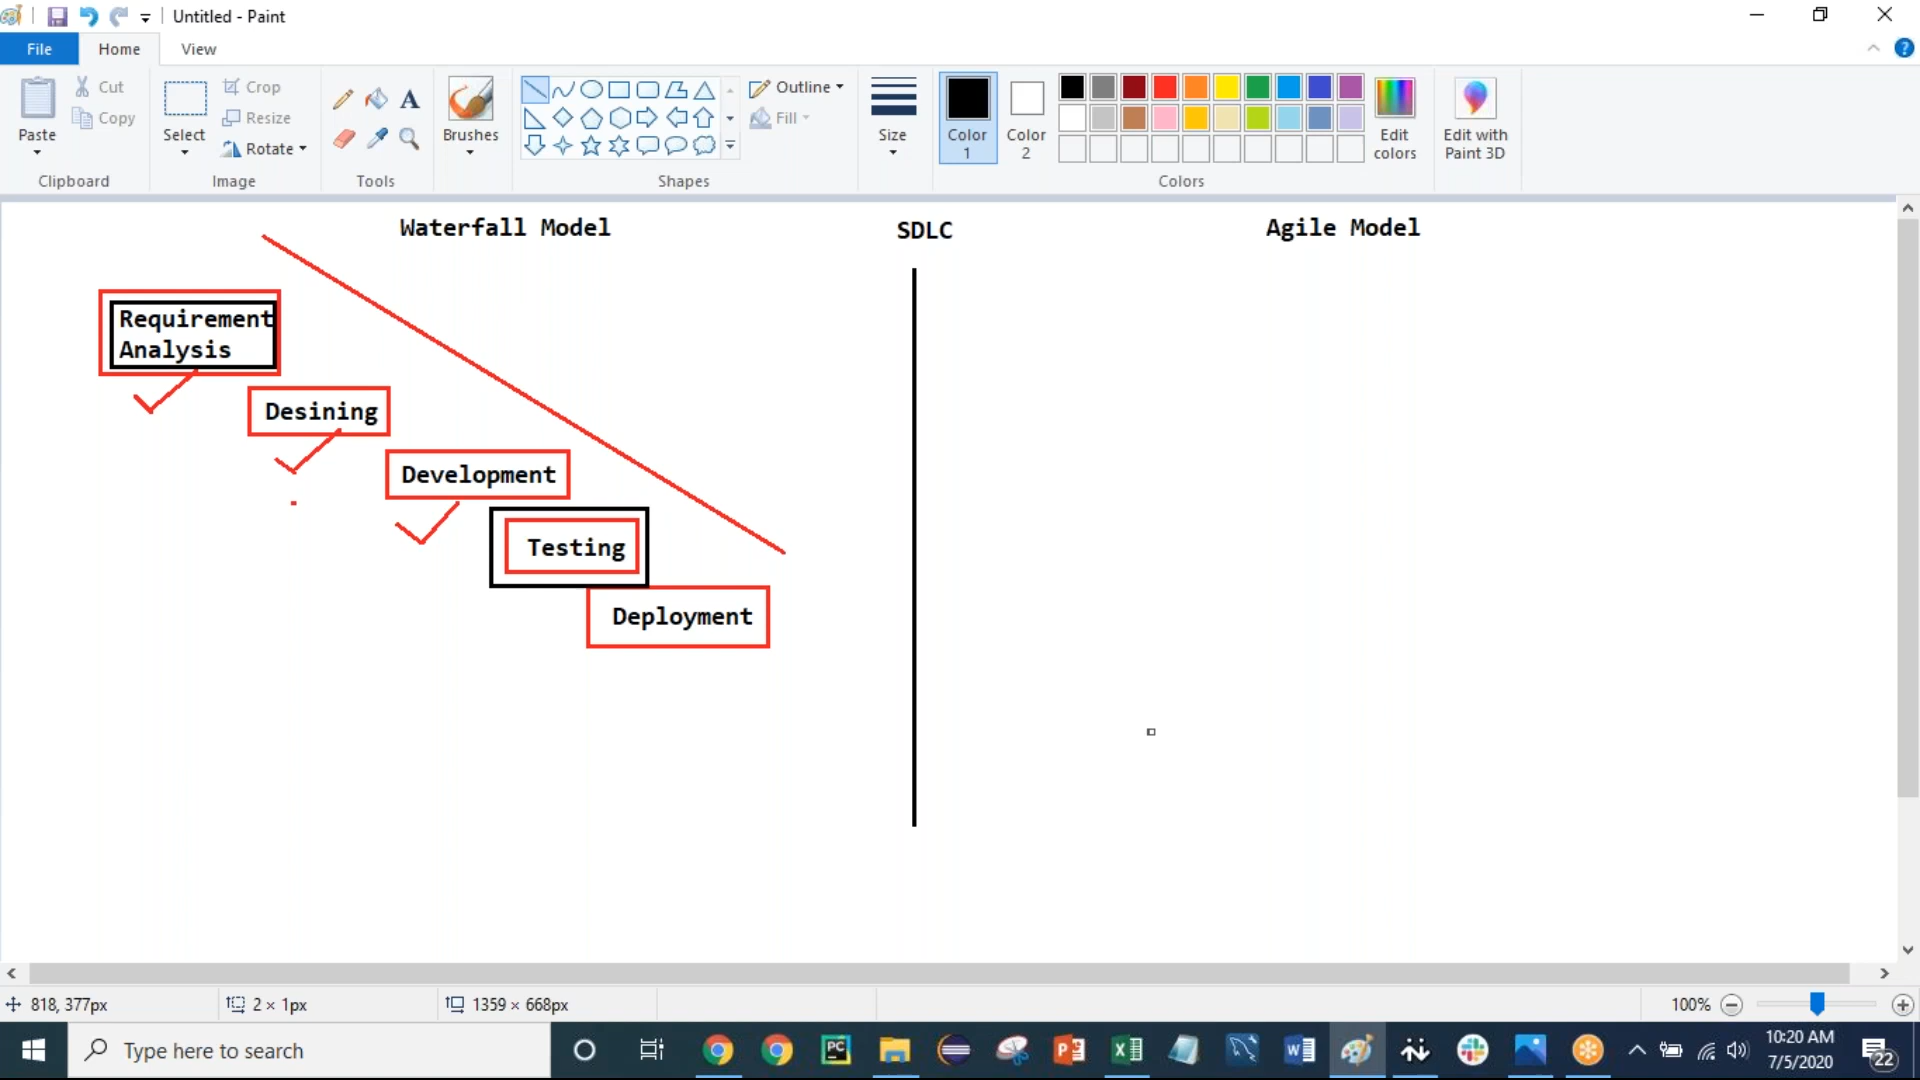 Untitled - Paint
File Home View
Paste
Cut
Copy
Clipboard
Select
Crop
Resize
Rotate
Image
Tools
A
Brushes
Shapes
Outline
Fill
Size
Color 1
Color 2
Edit colors
Colors
Edit with Paint 3D
Waterfall Model SDLC Agile Model
Requirement
Analysis
Desining
Development
Testing
Deployment
818, 377px 2 × 1px 1359 × 668px 100%
Type here to search
PC
10:20 AM
7/5/2020
22